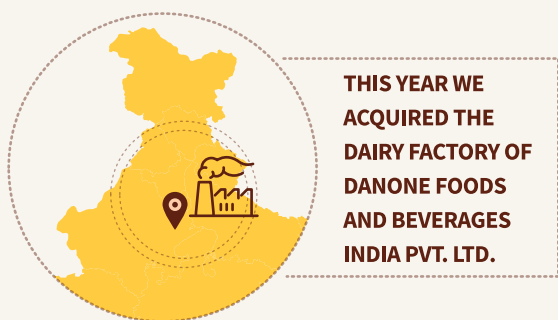 THIS YEAR WE
ACQUIRED THE
DAIRY FACTORY OF
DANONE FOODS
AND BEVERAGES
INDIA PVT. LTD.